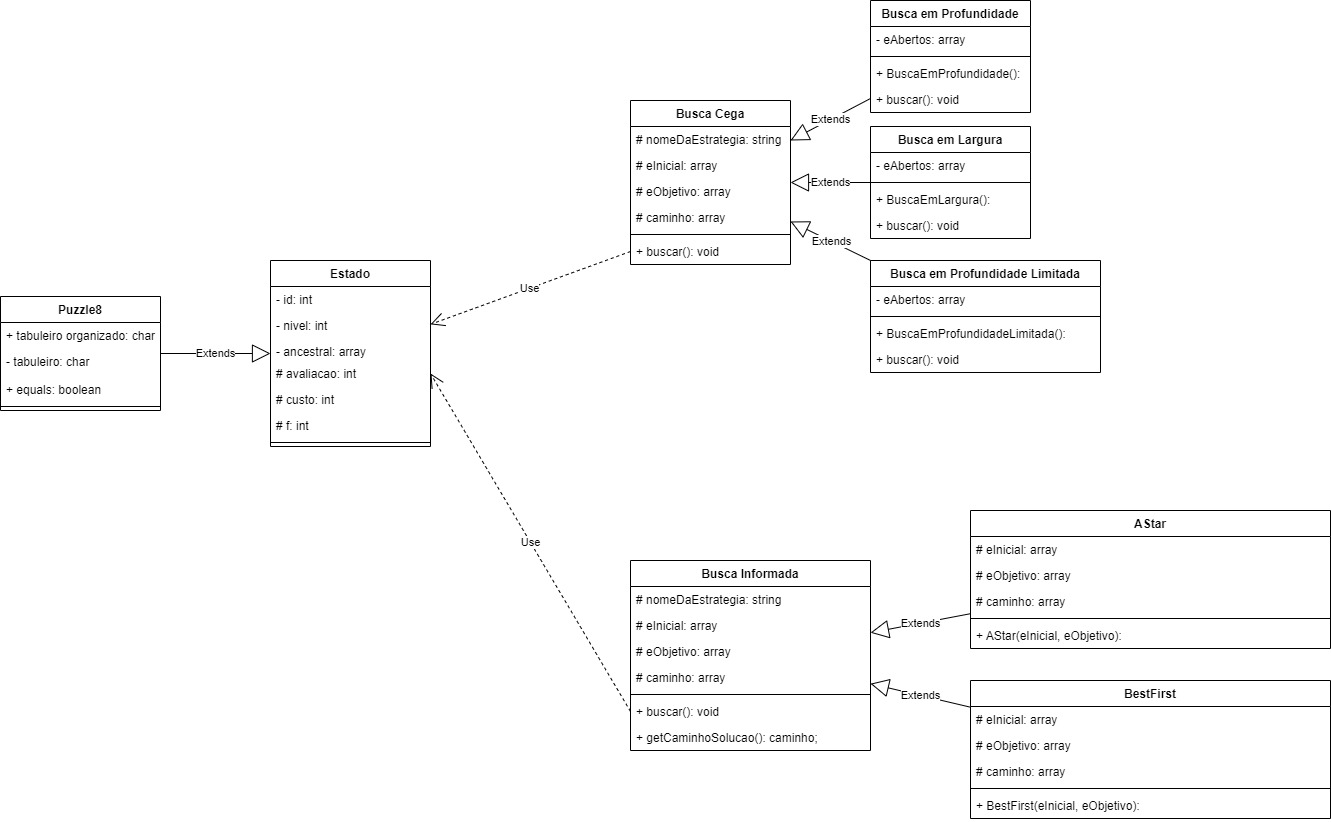 Puzzle8
+ tabuleiro organizado: char
- tabuleiro: char
+ equals: boolean
Extends
Estado
- id: int
- nivel: int
- ancestral: array
# avaliacao: int
# custo: int
# f: int
Use
Use
Busca Cega
# nomeDaEstrategia: string
# eInicial: array
# eObjetivo: array
# caminho: array
+ buscar(): void
Extends
Extends
Extends
Busca em Profundidade
- eAbertos: array
+ BuscaEmProfundidade():
+ buscar(): void
Busca em Largura
- eAbertos: array
+ BuscaEmLargura():
+ buscar(): void
Busca em Profundidade Limitada
- eAbertos: array
+ BuscaEmProfundidadeLimitada():
+ buscar(): void
Busca Informada
# nomeDaEstrategia: string
# eInicial: array
# eObjetivo: array
# caminho: array
+ buscar(): void
+ getCaminhoSolucao(): caminho;
Extends
Extends
AStar
# eInicial: array
# eObjetivo: array
# caminho: array
+ AStar(eInicial, eObjetivo):
BestFirst
# eInicial: array
# eObjetivo: array
# caminho: array
+ BestFirst(eInicial, eObjetivo):